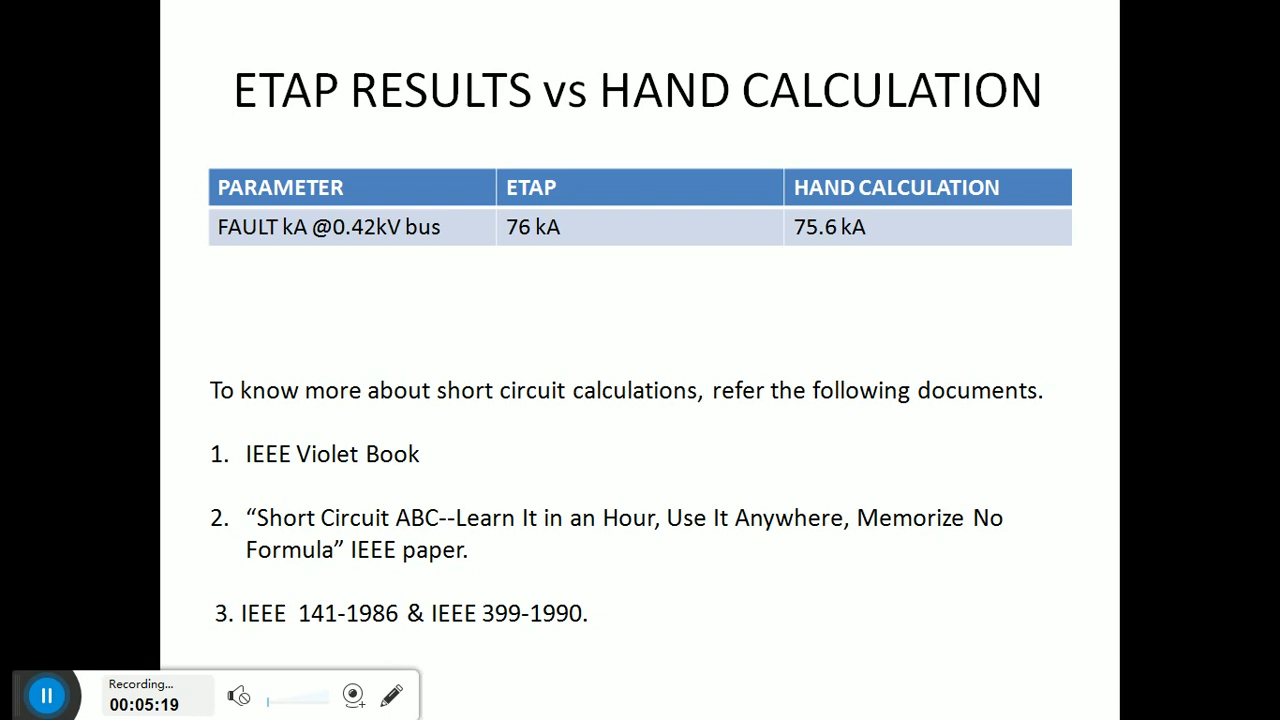 ETAP RESULTS vs HAND CALCULATION
PARAMETER ETAP HAND CALCULATION
FAULT kA @0.42kV bus 76 kA 75.6 kA
To know more about short circuit calculations, refer the following documents.
1. IEEE Violet Book
2. “Short Circuit ABC--Learn It in an Hour, Use It Anywhere, Memorize No
Formula” IEEE paper.
3. IEEE 141-1986 & IEEE 399-1990.
Recording...
00:05:19